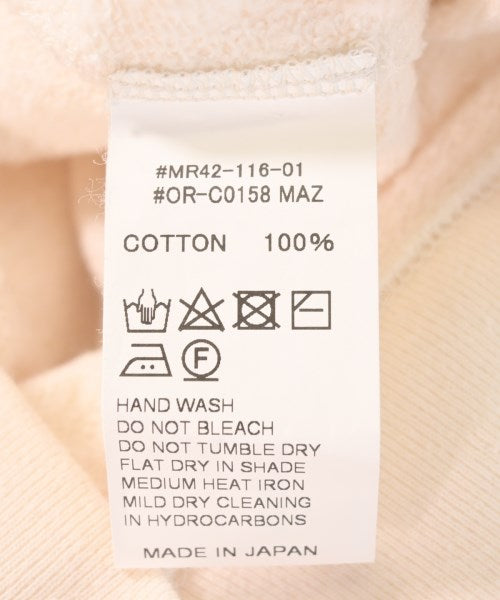 #MR42-116-01
#OR-C0158 MAZ
COTTON 100%
F
HAND WASH
DO NOT BLEACH
DO NOT TUMBLE DRY
FLAT DRY IN SHADE
MEDIUM HEAT IRON
MILD DRY CLEANING
IN HYDROCARBONS
MADE IN JAPAN